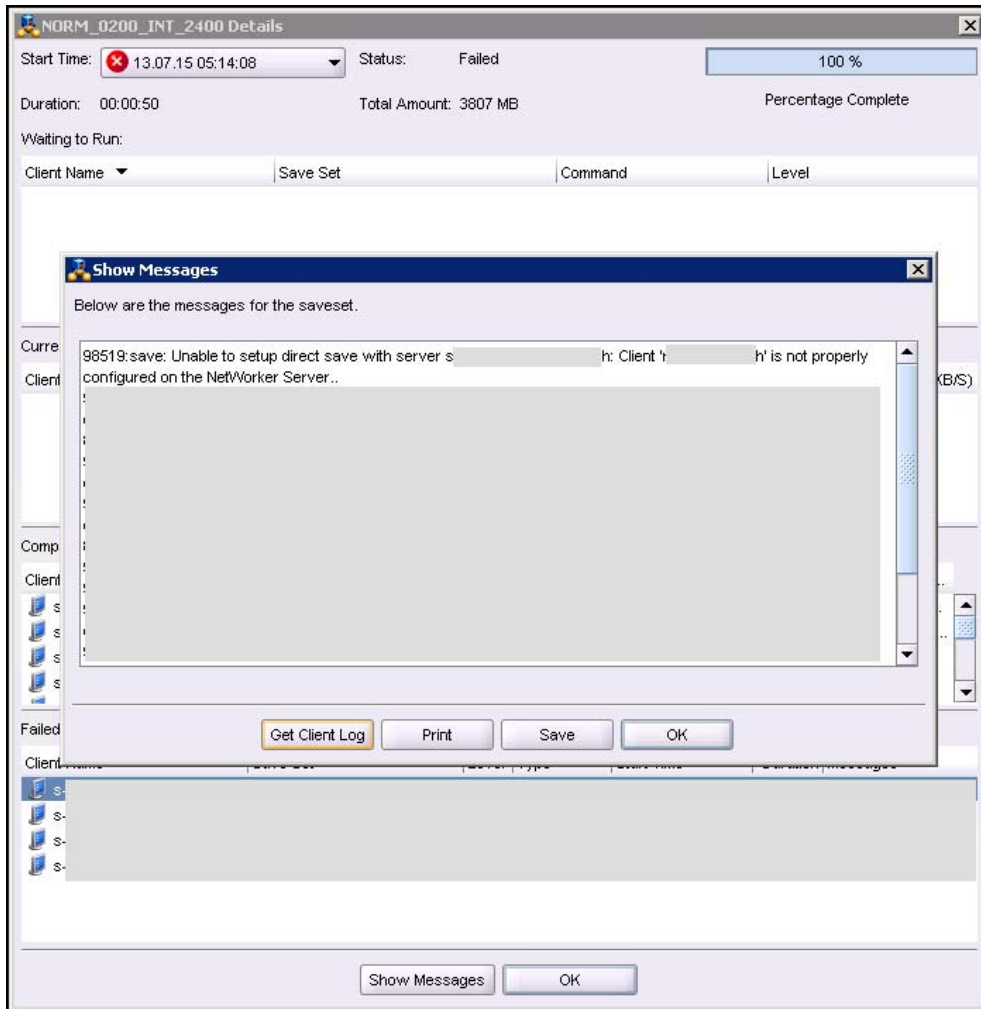 NORM_0200_INT_2400 Details
Start Time: 13.07.15 05:14:08 Status: Failed 100 %
Duration: 00:00:50 Total Amount: 3807 MB Percentage Complete
Waiting to Run:
Client Name Save Set Command Level
Show Messages
Below are the messages for the saveset.
Curre
98519:save: Unable to setup direct save with server s h: Client 'r h' is not properly
configured on the NetWorker Server..
Client KB/S)
Comp
Client ..
s
s ..
s
s
Get Client Log Print Save OK
Failed
Client Name
s-
s-
s-
s-
Show Messages OK